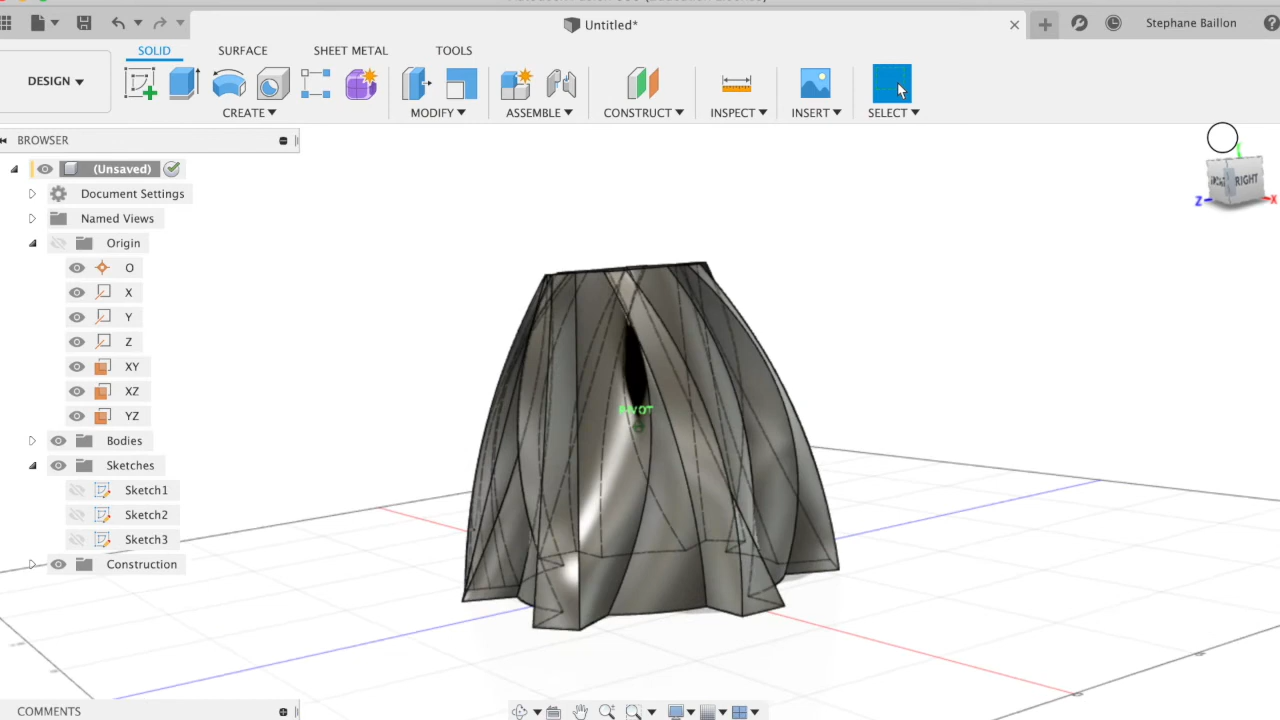 Untitled*
Stephane Baillon
SOLID
SURFACE
SHEET METAL
TOOLS
DESIGN
CREATE
MODIFY
ASSEMBLE
CONSTRUCT
INSPECT
INSERT
SELECT
BROWSER
(Unsaved)
Document Settings
Named Views
Origin
O
X
Y
Z
XY
XZ
YZ
Bodies
Sketches
Sketch1
Sketch2
Sketch3
Construction
RIGHT
Z
X
PIVOT
COMMENTS